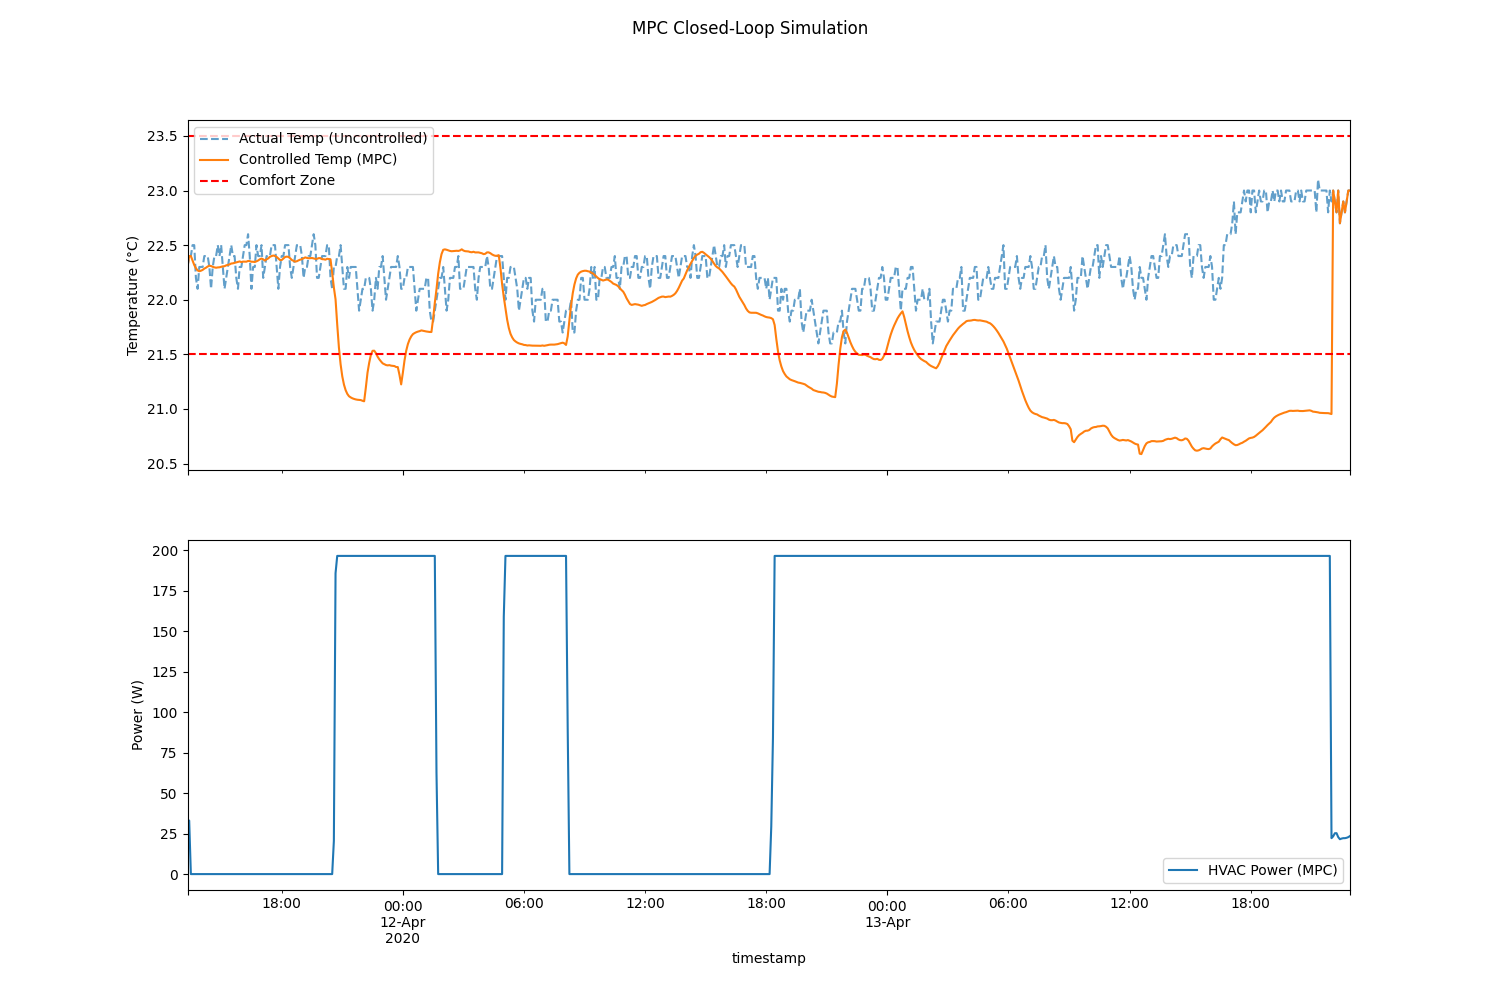 MPC Closed-Loop Simulation
23.5
23.0
22.5
22.0
21.5
21.0
20.5
Temperature (°C)
Actual Temp (Uncontrolled)
Controlled Temp (MPC)
Comfort Zone
200
175
150
125
100
75
50
25
0
Power (W)
HVAC Power (MPC)
18:00 00:00 06:00 12:00 18:00 00:00 06:00 12:00 18:00
12-Apr 13-Apr
2020
timestamp